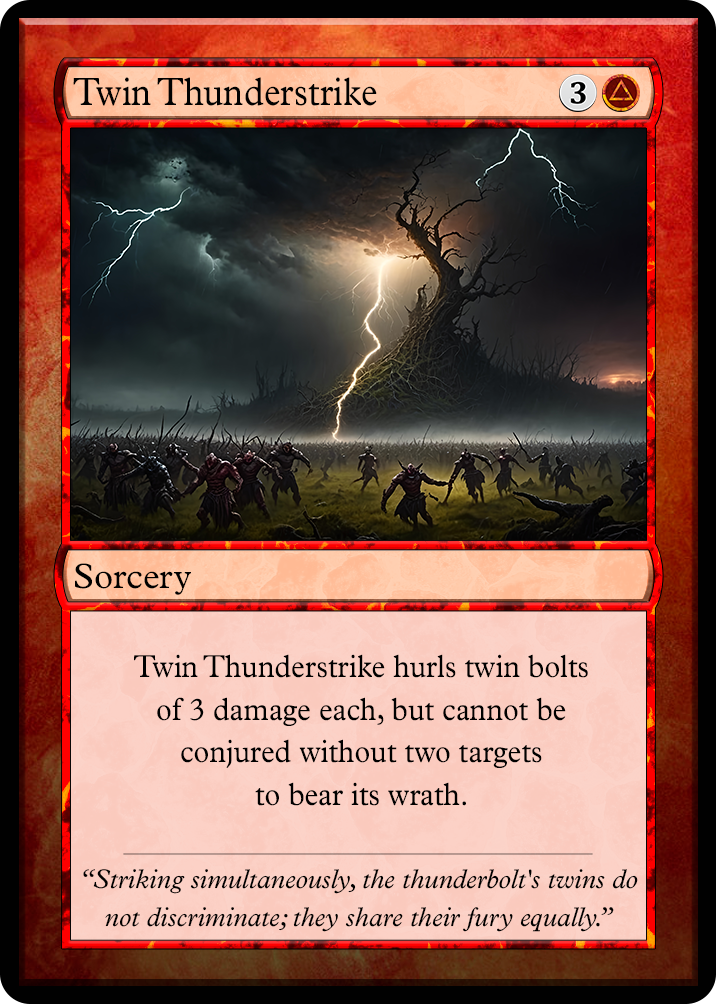 Twin Thunderstrike 3
Sorcery
Twin Thunderstrike hurls twin bolts
of 3 damage each, but cannot be
conjured without two targets
to bear its wrath.
“Striking simultaneously, the thunderbolt's twins do
not discriminate; they share their fury equally.”